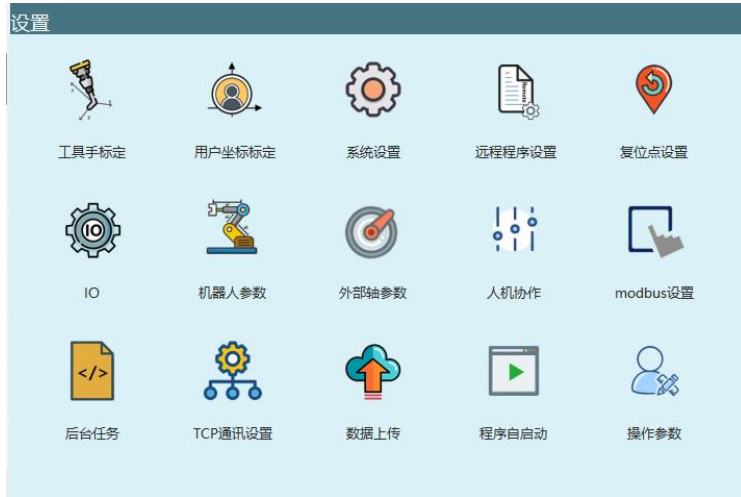 设置
Remote
工具手标定
用户坐标标定
系统设置
远程程序设置
复位点设置
IO
IO
机器人参数
外部轴参数
人机协作
modbus设置
</>
后台任务
TCP通讯设置
数据上传
程序自启动
操作参数